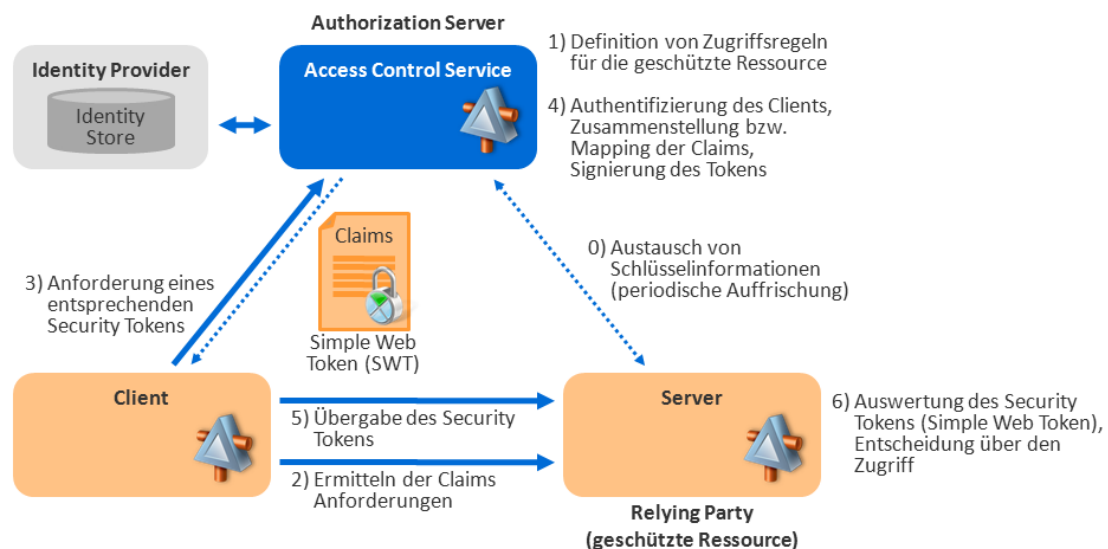 Authorization Server
Identity Provider
Identity
Store
Access Control Service
1) Definition von Zugriffsregeln
für die geschützte Ressource
4) Authentifizierung des Clients,
Zusammenstellung bzw.
Mapping der Claims,
Signierung des Tokens
Claims
Simple Web
Token (SWT)
3) Anforderung eines
entsprechenden
Security Tokens
0) Austausch von
Schlüsselinformationen
(periodische Auffrischung)
Client
5) Übergabe des Security
Tokens
2) Ermitteln der Claims
Anforderungen
Server
6) Auswertung des Security
Tokens (Simple Web Token),
Entscheidung über den
Zugriff
Relying Party
(geschützte Ressource)